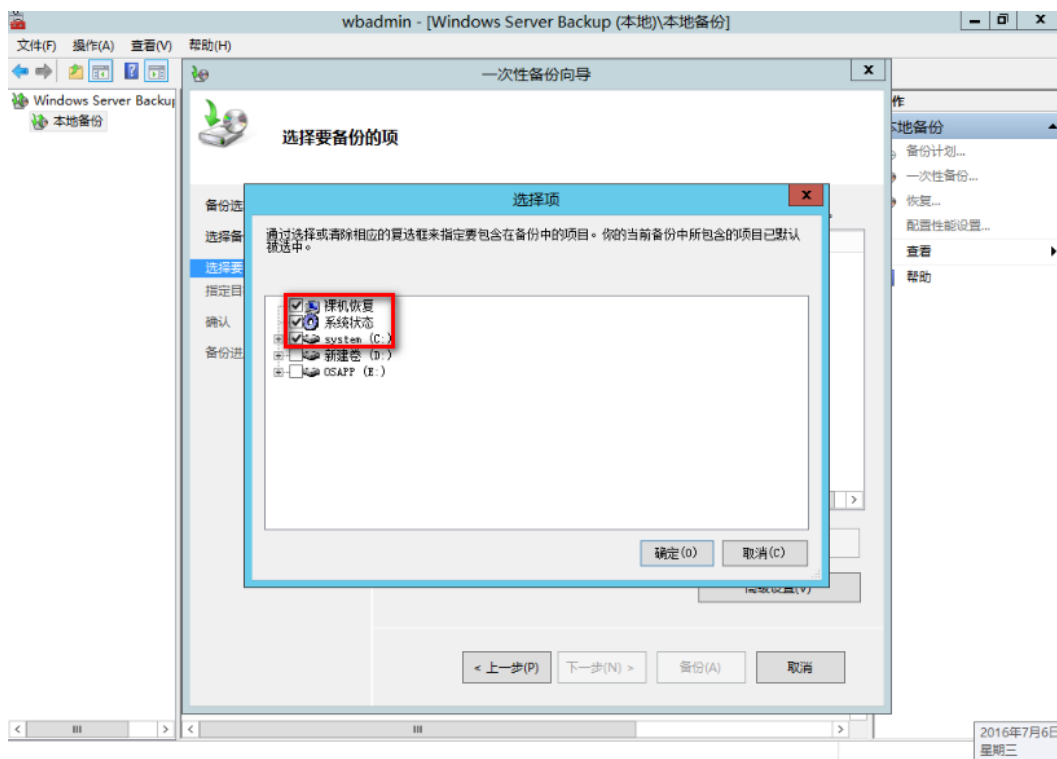 wbadmin - [Windows Server Backup (本地)\本地备份]
文件(F) 操作(A) 查看(V) 帮助(H)
Windows Server Backup
本地备份
一次性备份向导
选择要备份的项
备份选
选择备
选择要
指定目
确认
备份进
选择项
通过选择或清除相应的复选框来指定要包含在备份中的项目。你的当前备份中所包含的项目已默认
被选中。
裸机恢复
系统状态
system (C:)
新建卷 (D:)
OSAPP (E:)
确定(O) 取消(C)
高级设置(V)
< 上一步(P) 下一步(N) > 备份(A) 取消
作
本地备份
备份计划...
一次性备份...
恢复...
配置性能设置...
查看
帮助
2016年7月6日
星期三